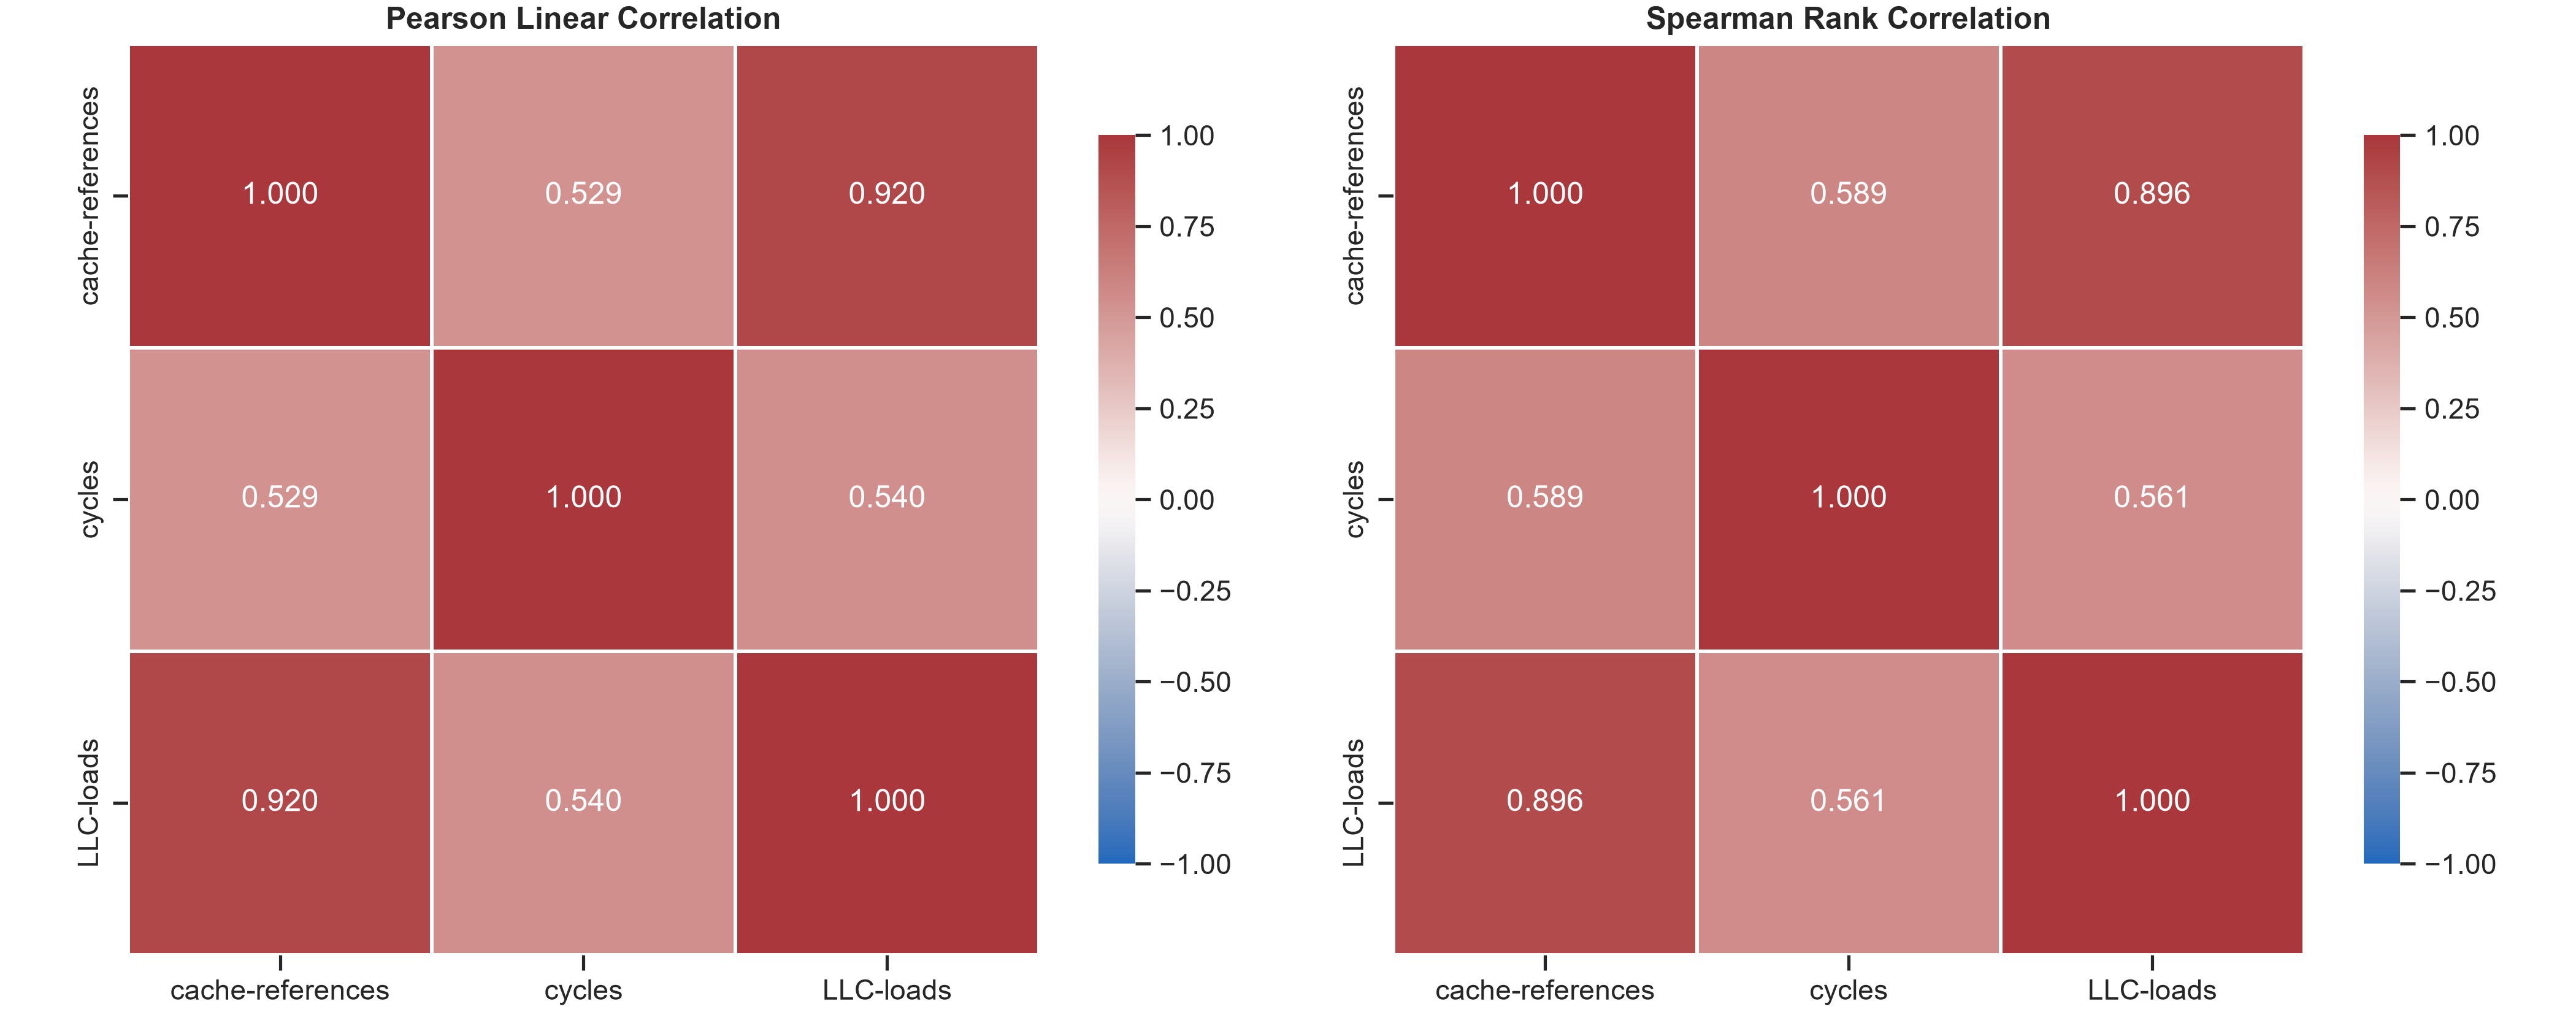 Pearson Linear Correlation
cache-references
cycles
LLC-loads
1.000 0.529 0.920
0.529 1.000 0.540
0.920 0.540 1.000
cache-references cycles LLC-loads
1.00
0.75
0.50
0.25
0.00
−0.25
−0.50
−0.75
−1.00
Spearman Rank Correlation
cache-references
cycles
LLC-loads
1.000 0.589 0.896
0.589 1.000 0.561
0.896 0.561 1.000
cache-references cycles LLC-loads
1.00
0.75
0.50
0.25
0.00
−0.25
−0.50
−0.75
−1.00